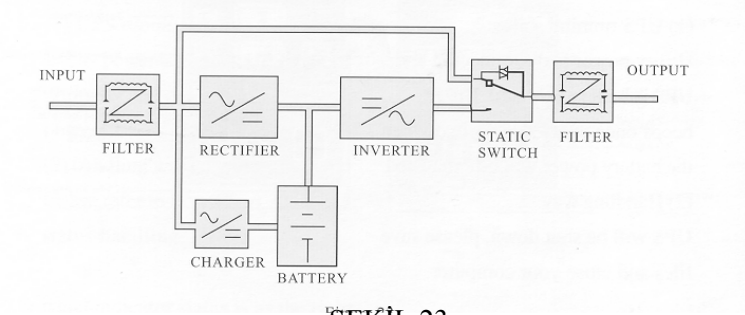 INPUT
OUTPUT
FILTER
RECTIFIER
INVERTER
STATIC
SWITCH
FILTER
CHARGER
BATTERY
ŞEKİL 23